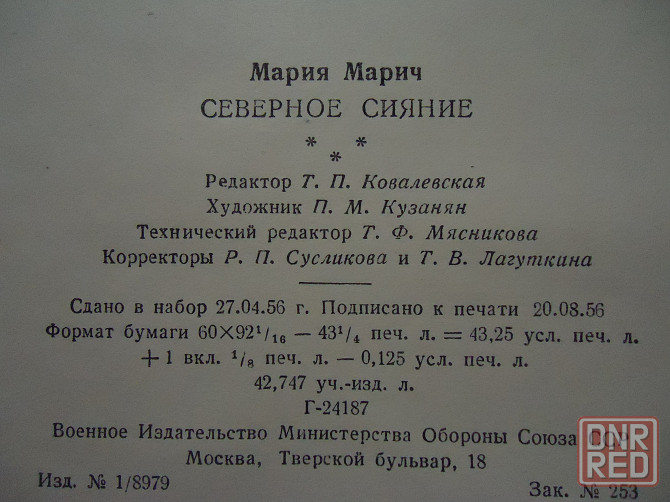 Мария Марич
СЕВЕРНОЕ СИЯНИЕ
* *
*
Редактор Т. П. Ковалевская
Художник П. М. Кузанян
Технический редактор Т. Ф. Мясникова
Корректоры Р. П. Сусликова и Т. В. Лагуткина
Сдано в набор 27.04.56 г. Подписано к печати 20.08.56
Формат бумаги 60×92¹/₁₆ — 43¹/₄ печ. л. = 43,25 усл. печ. л.
+ 1 вкл. ¹/₈ печ. л. — 0,125 усл. печ. л.
42,747 уч.-изд. л.
Г-24187
Военное Издательство Министерства Обороны Союза ССР
Москва, Тверской бульвар, 18
Изд. № 1/8979 Зак. № 253
DNR
RED